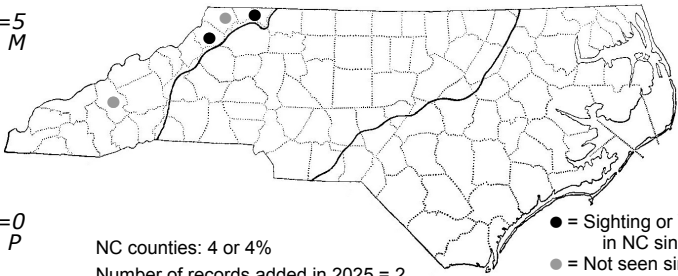 =5
M
=0
P
NC counties: 4 or 4%
● = Sighting or
in NC sin
● = Not seen si
Number of records added in 2025 = 2